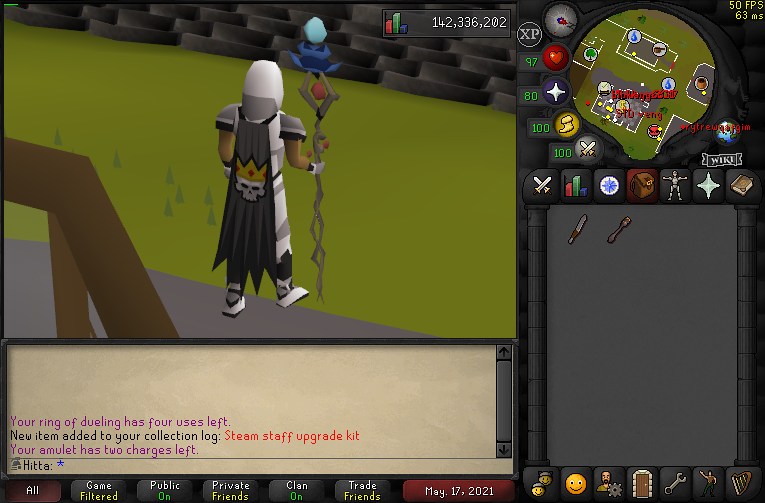 50 FPS
63 ms
142,336,202
XP
97
80
100
100
WIKI
Your ring of dueling has four uses left.
New item added to your collection log: Steam staff upgrade kit
Your amulet has two charges left.
Hitta: *
All
Game
Filtered
Public
On
Private
Friends
Clan
On
Trade
Friends
May. 17, 2021